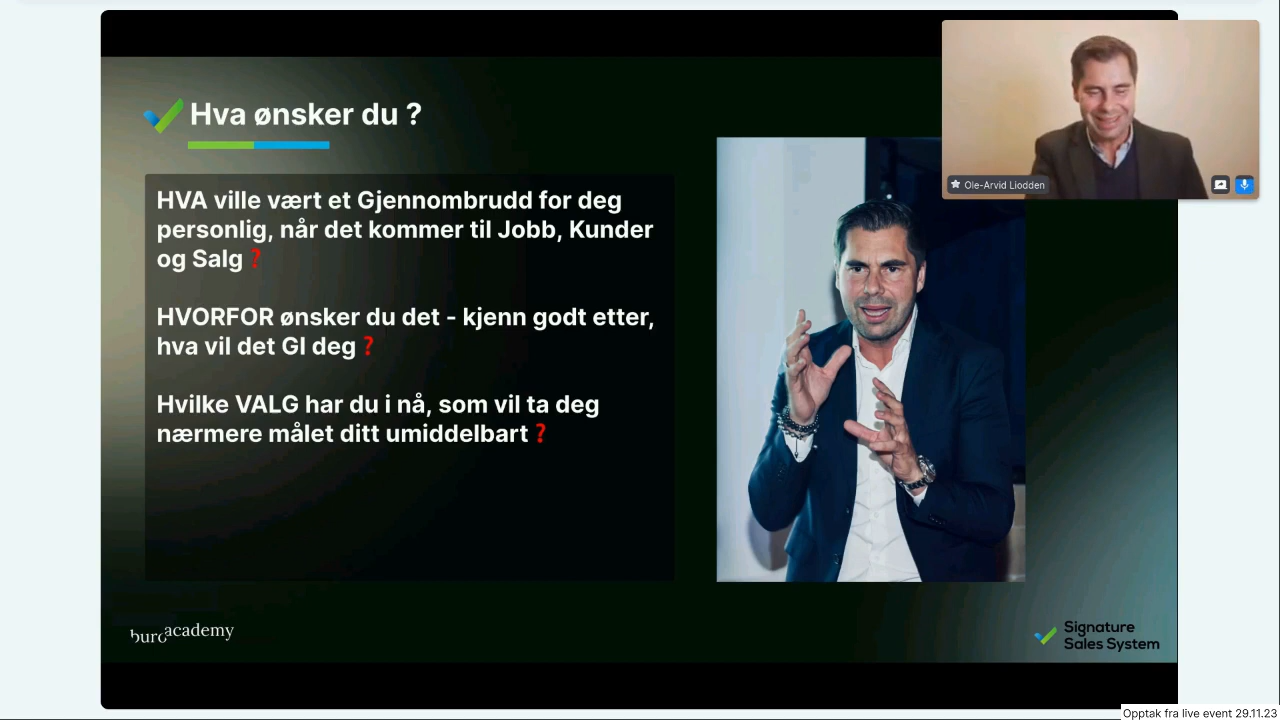 Hva ønsker du ?
HVA ville vært et Gjennombrudd for deg
personlig, når det kommer til Jobb, Kunder
og Salg ❓
HVORFOR ønsker du det - kjenn godt etter,
hva vil det GI deg ❓
Hvilke VALG har du i nå, som vil ta deg
nærmere målet ditt umiddelbart ❓
Ole-Arvid Liodden
buro academy
Signature
Sales System
Opptak fra live event 29.11.23